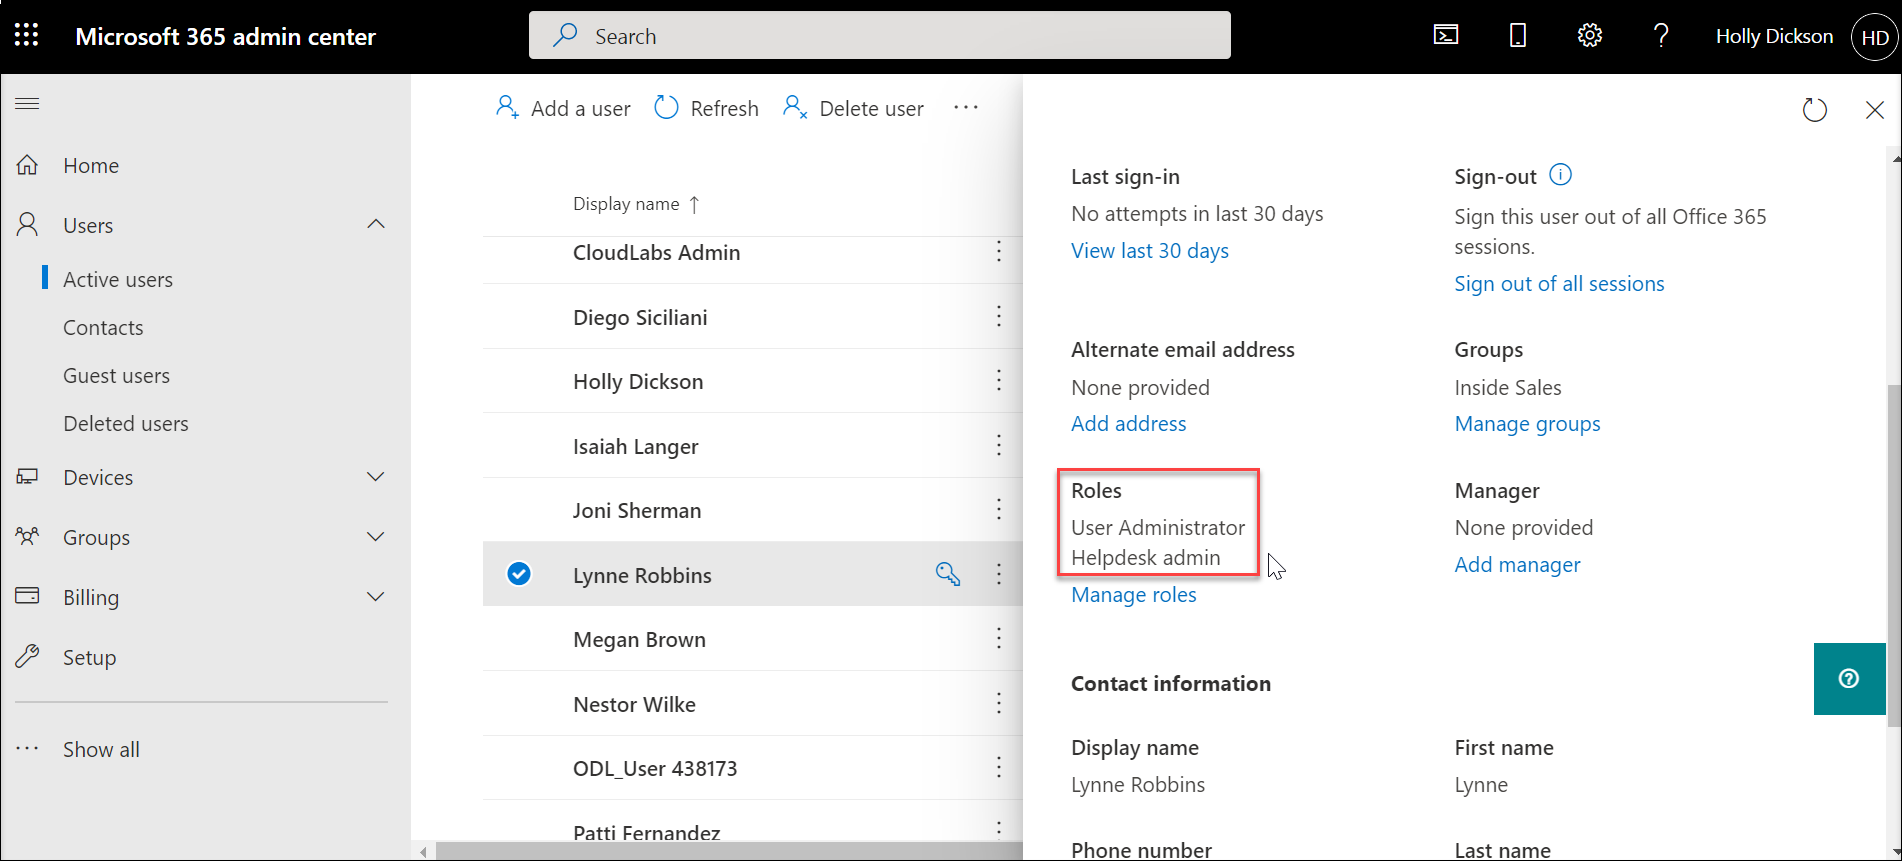 Microsoft 365 admin center
Search
Holly Dickson
HD
Home
Users
Active users
Contacts
Guest users
Deleted users
Devices
Groups
Billing
Setup
Show all
Add a user
Refresh
Delete user
Display name ↑
CloudLabs Admin
Diego Siciliani
Holly Dickson
Isaiah Langer
Joni Sherman
Lynne Robbins
Megan Brown
Nestor Wilke
ODL_User 438173
Patti Fernandez
Last sign-in
No attempts in last 30 days
View last 30 days
Sign-out
Sign this user out of all Office 365
sessions.
Sign out of all sessions
Alternate email address
None provided
Add address
Groups
Inside Sales
Manage groups
Roles
User Administrator
Helpdesk admin
Manage roles
Manager
None provided
Add manager
Contact information
Display name
Lynne Robbins
First name
Lynne
Phone number
Last name